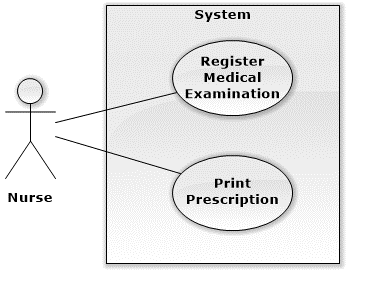 System
Register
Medical
Examination
Nurse
Print
Prescription